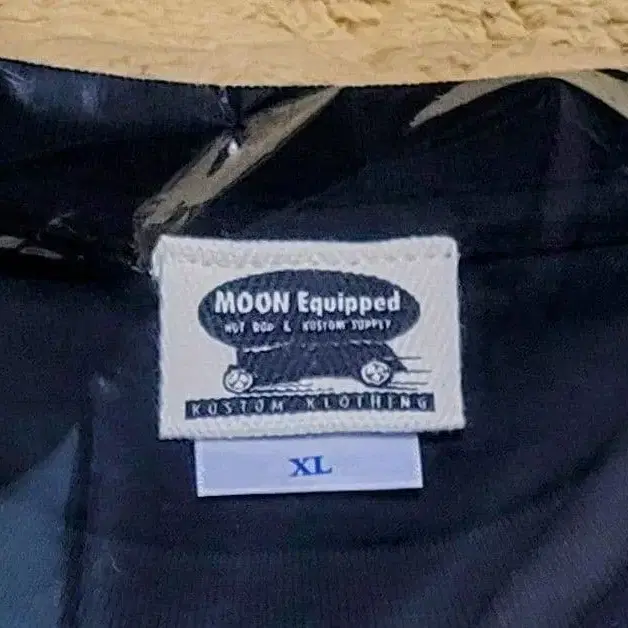 MOON Equipped
HOT ROD & KUSTOM SUPPLY
KUSTOM KLOTHING
XL